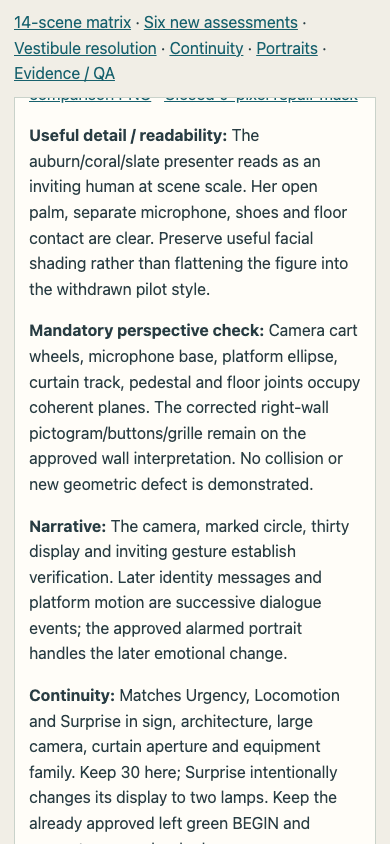 14-scene matrix · Six new assessments ·
Vestibule resolution · Continuity · Portraits ·
Evidence / QA
Useful detail / readability: The
auburn/coral/slate presenter reads as an
inviting human at scene scale. Her open
palm, separate microphone, shoes and floor
contact are clear. Preserve useful facial
shading rather than flattening the figure into
the withdrawn pilot style.
Mandatory perspective check: Camera cart
wheels, microphone base, platform ellipse,
curtain track, pedestal and floor joints occupy
coherent planes. The corrected right-wall
pictogram/buttons/grille remain on the
approved wall interpretation. No collision or
new geometric defect is demonstrated.
Narrative: The camera, marked circle, thirty
display and inviting gesture establish
verification. Later identity messages and
platform motion are successive dialogue
events; the approved alarmed portrait
handles the later emotional change.
Continuity: Matches Urgency, Locomotion
and Surprise in sign, architecture, large
camera, curtain aperture and equipment
family. Keep 30 here; Surprise intentionally
changes its display to two lamps. Keep the
already approved left green BEGIN and